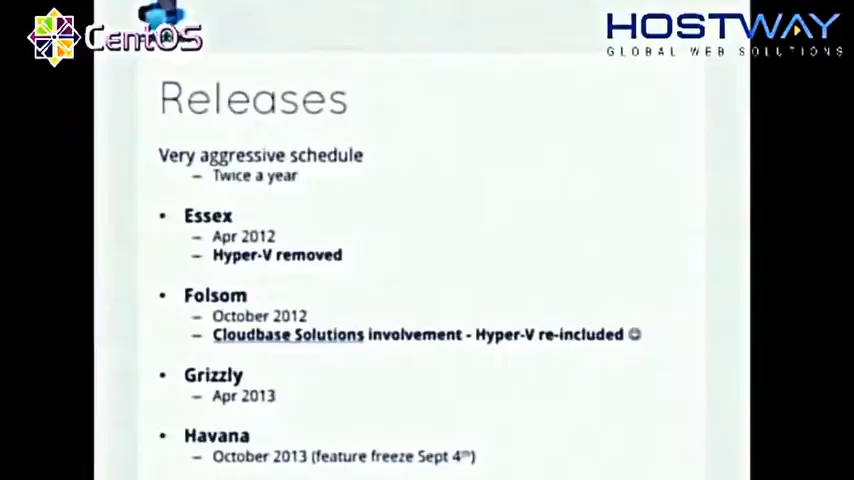 CentOS
HOSTWAY
GLOBAL WEB SOLUTIONS
Releases
Very aggressive schedule
– Twice a year
• Essex
– Apr 2012
– Hyper-V removed
• Folsom
– October 2012
– Cloudbase Solutions involvement - Hyper-V re-included ☺
• Grizzly
– Apr 2013
• Havana
– October 2013 (feature freeze Sept 4th)